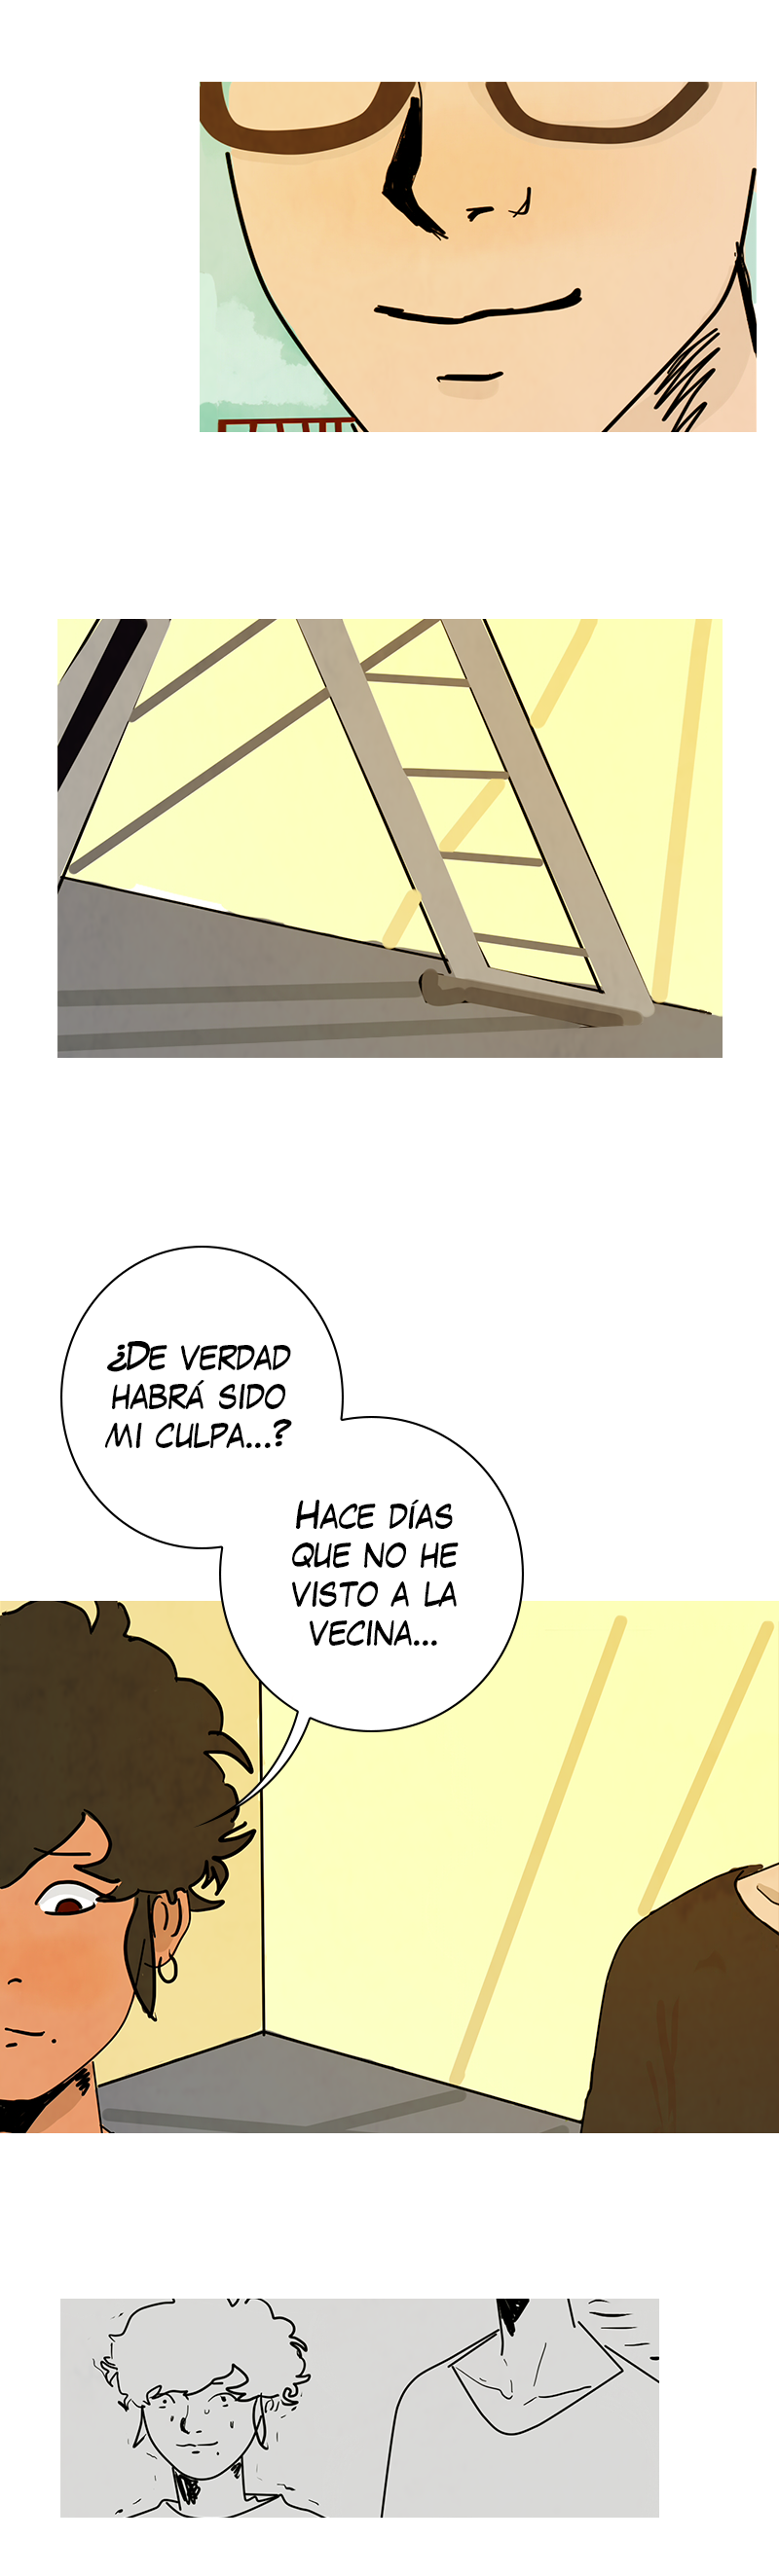 ¿De verdad
habrá sido
mi culpa...?
Hace días
que no he
visto a la
vecina...